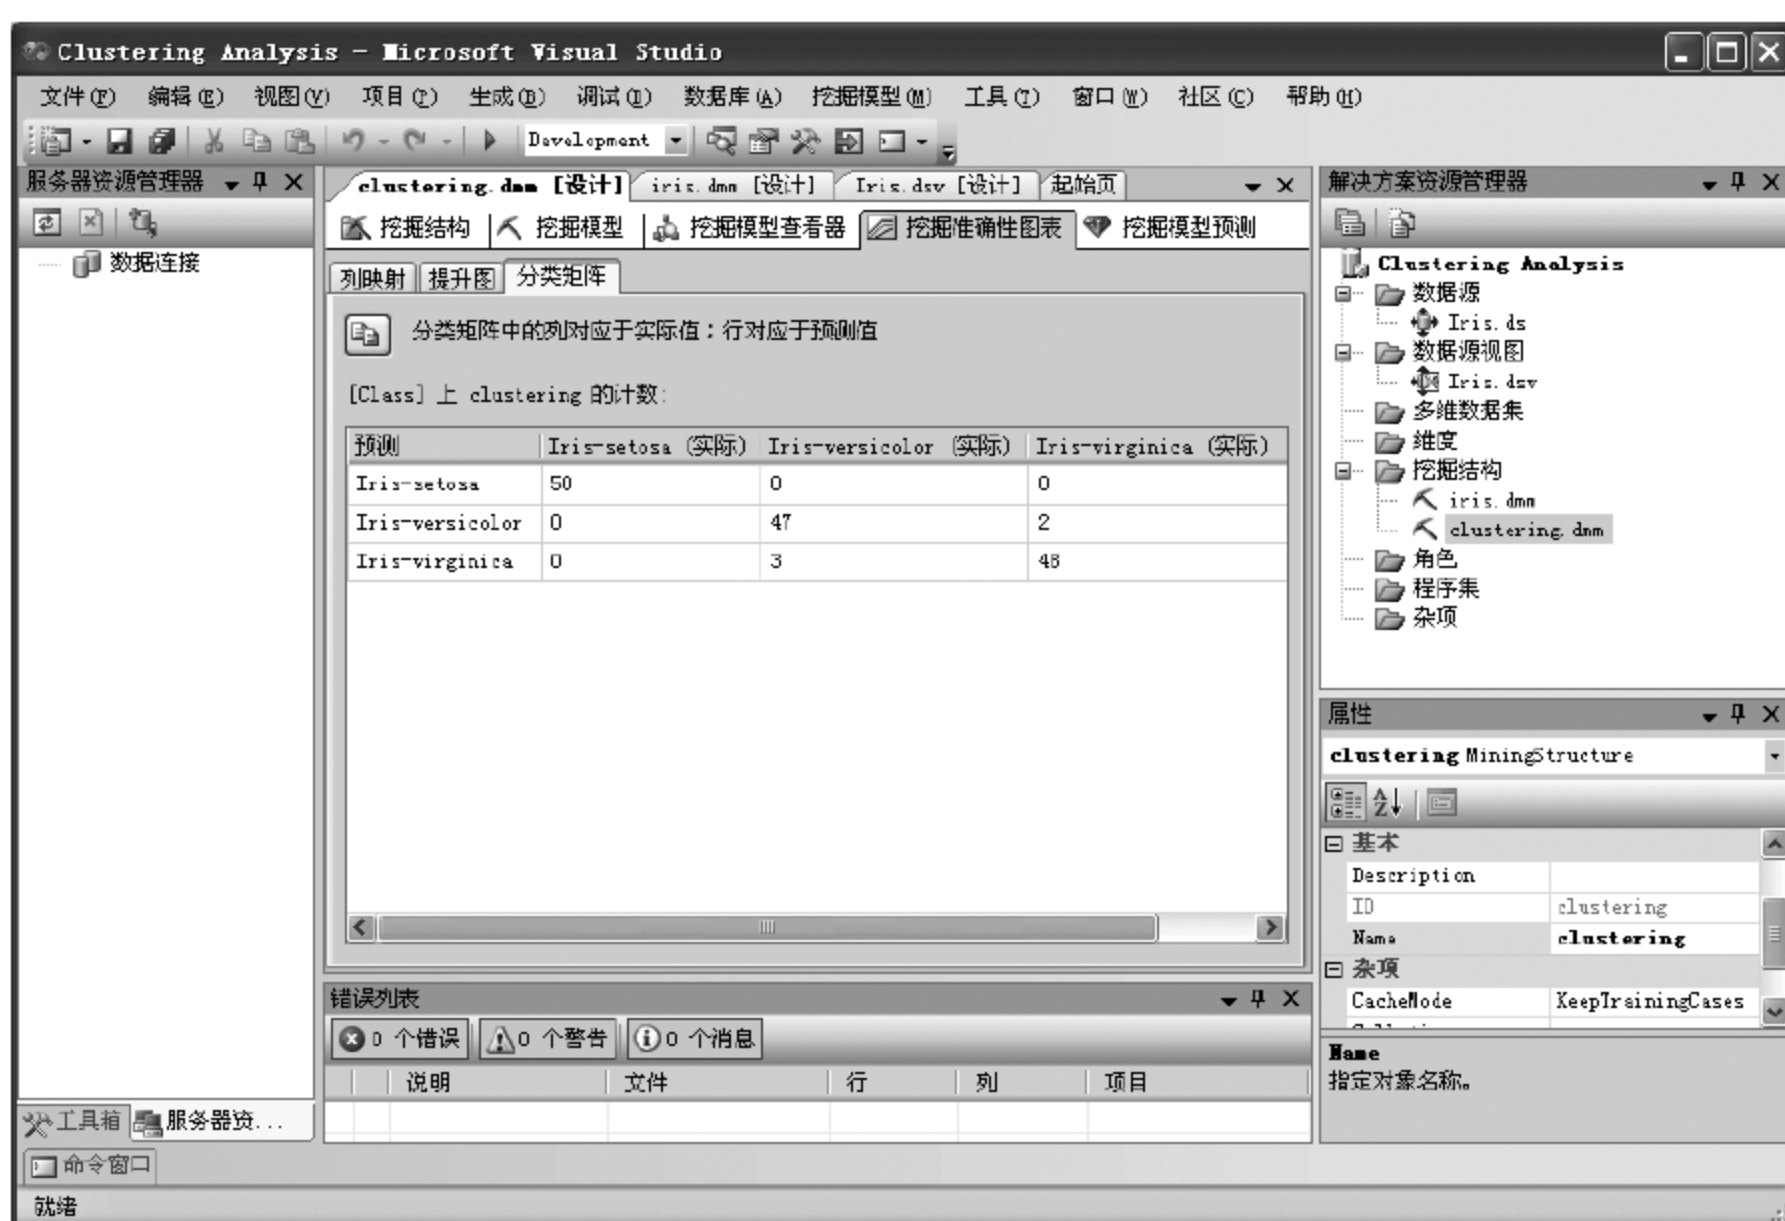 Clustering Analysis - Microsoft Visual Studio
文件(F) 编辑(E) 视图(V) 项目(P) 生成(B) 调试(D) 数据库(A) 挖掘模型(M) 工具(T) 窗口(W) 社区(C) 帮助(H)
Development
服务器资源管理器
数据连接
clustering.dmm [设计] iris.dmm [设计] Iris.dsv [设计] 起始页
挖掘结构 挖掘模型 挖掘模型查看器 挖掘准确性图表 挖掘模型预测
列映射 提升图 分类矩阵
分类矩阵中的列对应于实际值；行对应于预测值
[Class] 上 clustering 的计数:
预测 Iris-setosa (实际) Iris-versicolor (实际) Iris-virginica (实际)
Iris-setosa 50 0 0
Iris-versicolor 0 47 2
Iris-virginica 0 3 48
错误列表
0 个错误 0 个警告 0 个消息
说明 文件 行 列 项目
工具箱 服务器资...
命令窗口
就绪
解决方案资源管理器
Clustering Analysis
数据源
Iris.ds
数据源视图
Iris.dsv
多维数据集
维度
挖掘结构
iris.dmm
clustering.dmm
角色
程序集
杂项
属性
clustering MiningStructure
基本
Description
ID clustering
Name clustering
杂项
CacheMode KeepTrainingCases
Name
指定对象名称。